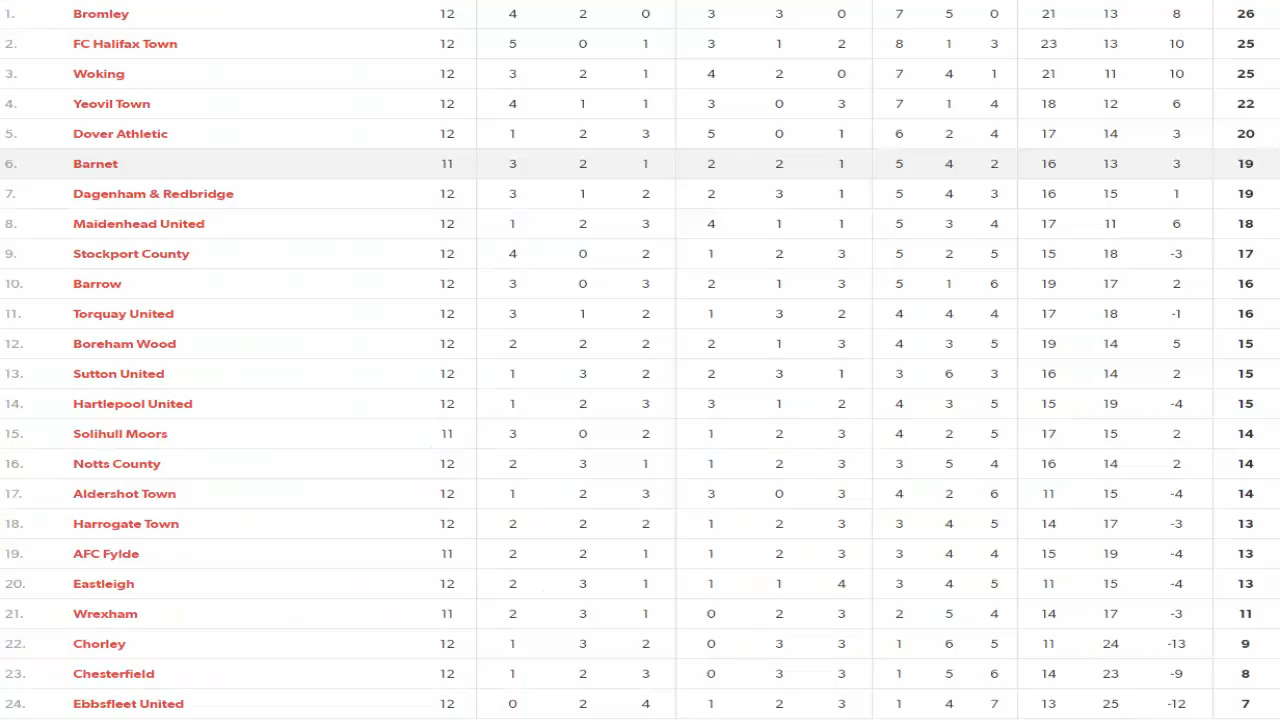 1. Bromley 12 4 2 0 3 3 0 7 5 0 21 13 8 26
2. FC Halifax Town 12 5 0 1 3 1 2 8 1 3 23 13 10 25
3. Woking 12 3 2 1 4 2 0 7 4 1 21 11 10 25
4. Yeovil Town 12 4 1 1 3 0 3 7 1 4 18 12 6 22
5. Dover Athletic 12 1 2 3 5 0 1 6 2 4 17 14 3 20
6. Barnet 11 3 2 1 2 2 1 5 4 2 16 13 3 19
7. Dagenham & Redbridge 12 3 1 2 2 3 1 5 4 3 16 15 1 19
8. Maidenhead United 12 1 2 3 4 1 1 5 3 4 17 11 6 18
9. Stockport County 12 4 0 2 1 2 3 5 2 5 15 18 -3 17
10. Barrow 12 3 0 3 2 1 3 5 1 6 19 17 2 16
11. Torquay United 12 3 1 2 1 3 2 4 4 4 17 18 -1 16
12. Boreham Wood 12 2 2 2 2 1 3 4 3 5 19 14 5 15
13. Sutton United 12 1 3 2 2 3 1 3 6 3 16 14 2 15
14. Hartlepool United 12 1 2 3 3 1 2 4 3 5 15 19 -4 15
15. Solihull Moors 11 3 0 2 1 2 3 4 2 5 17 15 2 14
16. Notts County 12 2 3 1 1 2 3 3 5 4 16 14 2 14
17. Aldershot Town 12 1 2 3 3 0 3 4 2 6 11 15 -4 14
18. Harrogate Town 12 2 2 2 1 2 3 3 4 5 14 17 -3 13
19. AFC Fylde 11 2 2 1 1 2 3 3 4 4 15 19 -4 13
20. Eastleigh 12 2 3 1 1 1 4 3 4 5 11 15 -4 13
21. Wrexham 11 2 3 1 0 2 3 2 5 4 14 17 -3 11
22. Chorley 12 1 3 2 0 3 3 1 6 5 11 24 -13 9
23. Chesterfield 12 1 2 3 0 3 3 1 5 6 14 23 -9 8
24. Ebbsfleet United 12 0 2 4 1 2 3 1 4 7 13 25 -12 7